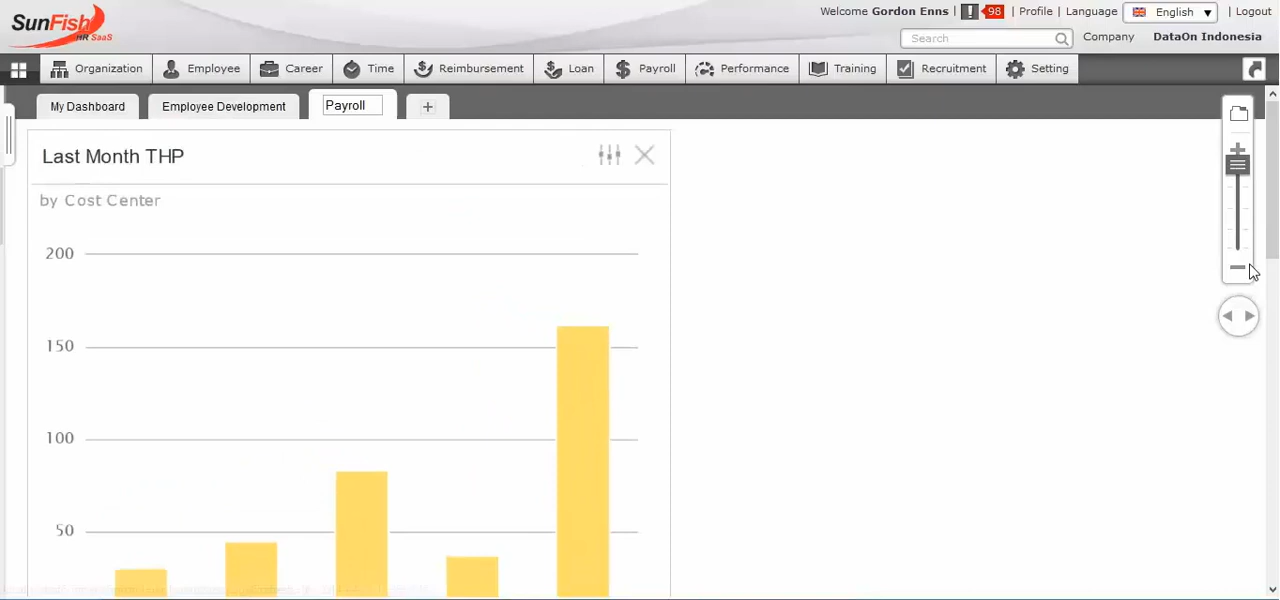 SunFish
HR SaaS
Welcome Gordon Enns | ! 98 | Profile | Language English ▼ | Logout
Search Company DataOn Indonesia
Organization Employee Career Time Reimbursement Loan Payroll Performance Training Recruitment Setting
My Dashboard Employee Development Payroll +
Last Month THP
by Cost Center
200
150
100
50